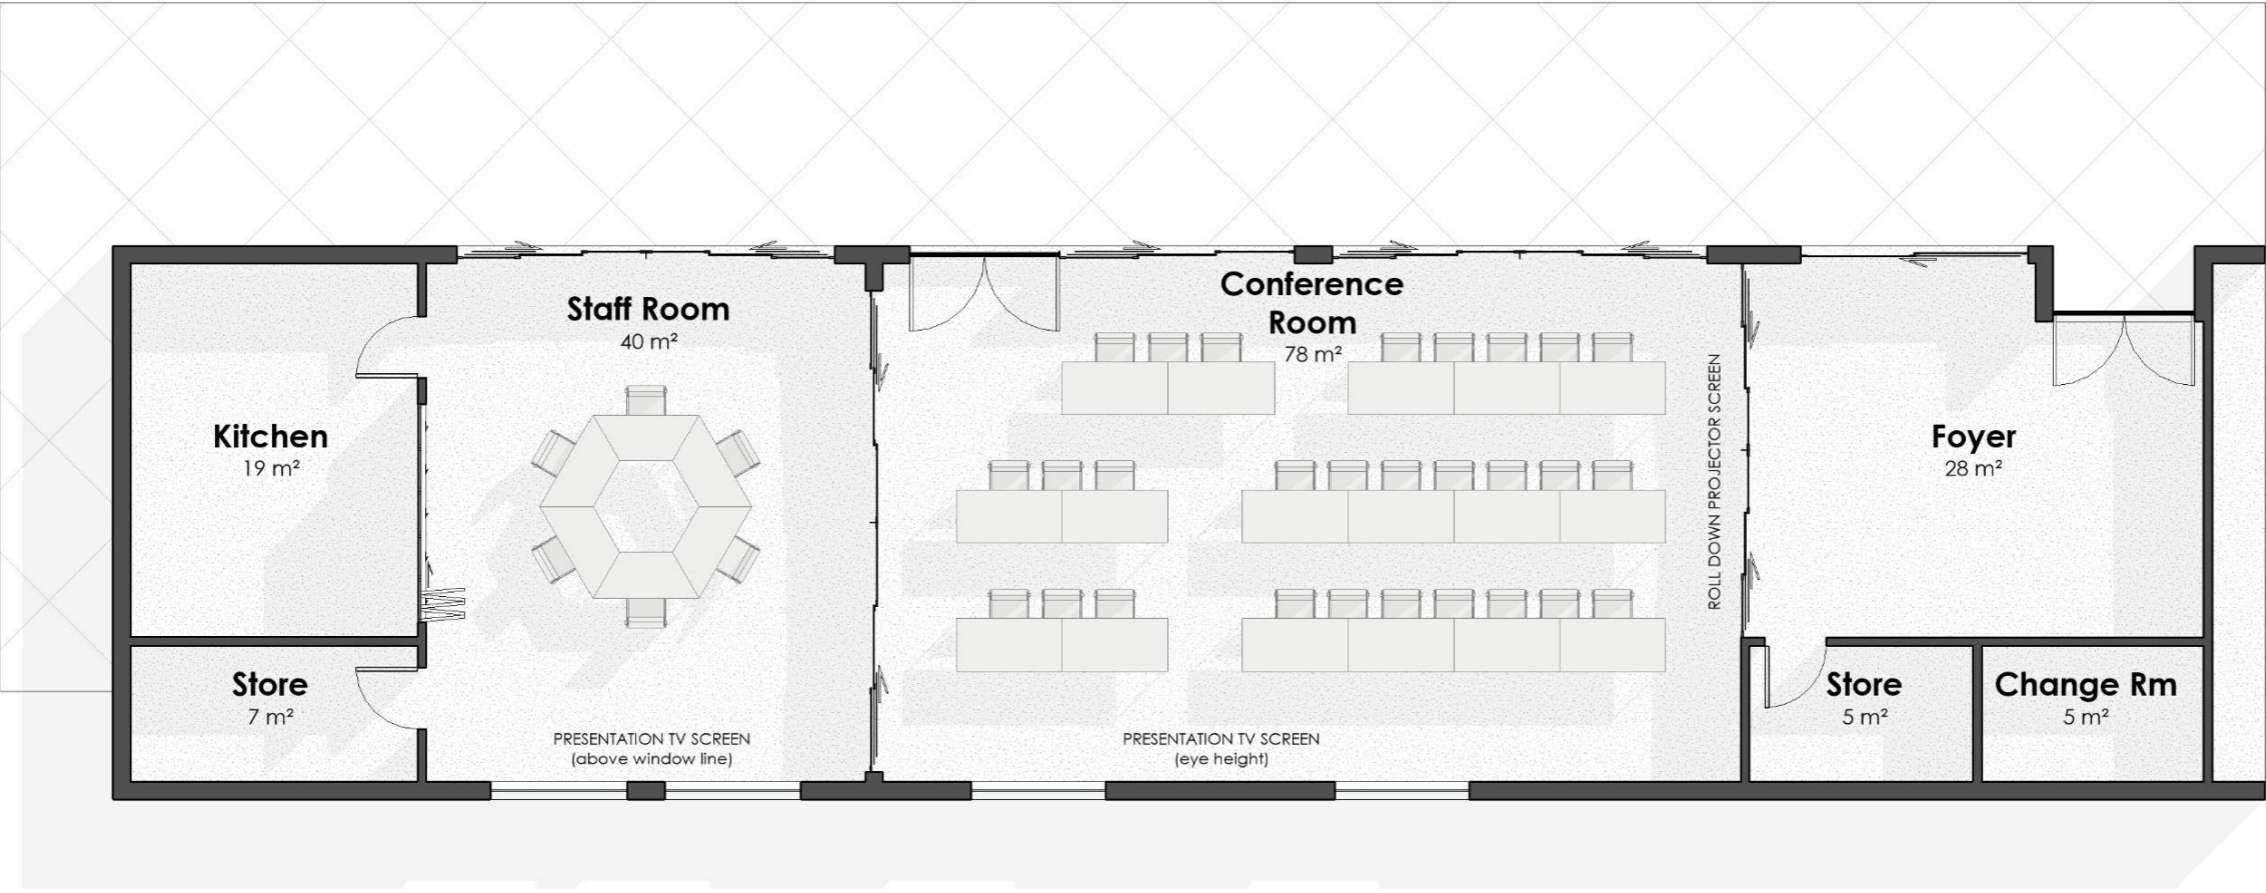 Kitchen
19 m²
Store
7 m²
Staff Room
40 m²
PRESENTATION TV SCREEN
(above window line)
Conference
Room
78 m²
PRESENTATION TV SCREEN
(eye height)
ROLL DOWN PROJECTOR SCREEN
Foyer
28 m²
Store
5 m²
Change Rm
5 m²